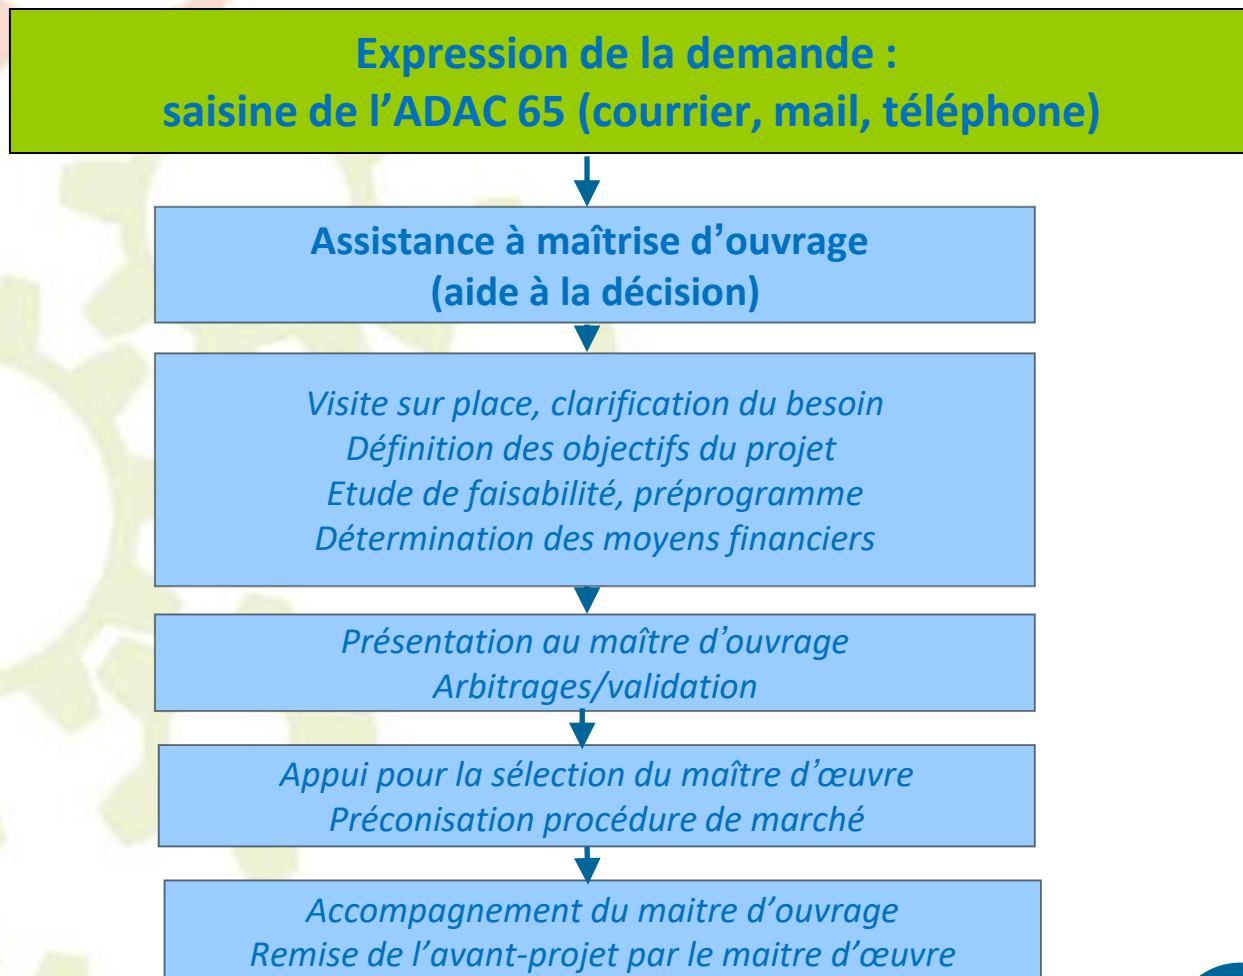 Expression de la demande :
saisine de l’ADAC 65 (courrier, mail, téléphone)
Assistance à maîtrise d’ouvrage
(aide à la décision)
Visite sur place, clarification du besoin
Définition des objectifs du projet
Etude de faisabilité, préprogramme
Détermination des moyens financiers
Présentation au maître d’ouvrage
Arbitrages/validation
Appui pour la sélection du maître d’œuvre
Préconisation procédure de marché
Accompagnement du maitre d’ouvrage
Remise de l’avant-projet par le maitre d’œuvre